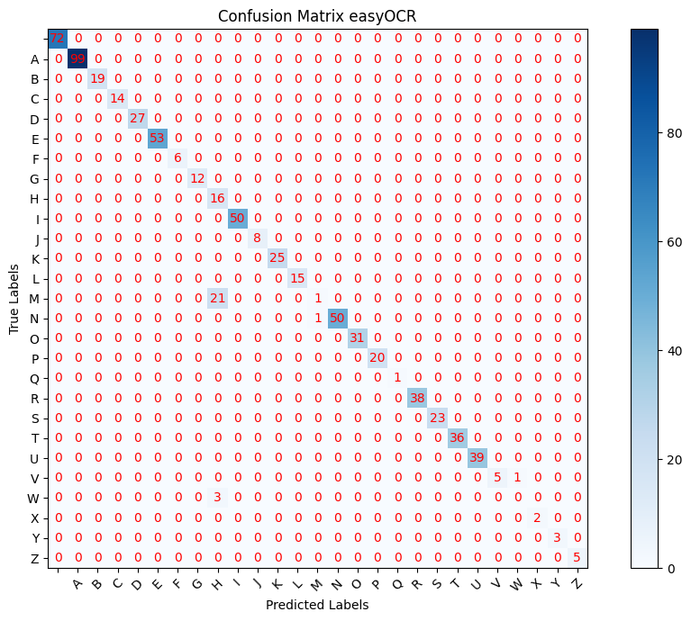 Confusion Matrix easyOCR
72 0 0 0 0 0 0 0 0 0 0 0 0 0 0 0 0 0 0 0 0 0 0 0 0 0 0
A 0 99 0 0 0 0 0 0 0 0 0 0 0 0 0 0 0 0 0 0 0 0 0 0 0 0 0
B 0 0 19 0 0 0 0 0 0 0 0 0 0 0 0 0 0 0 0 0 0 0 0 0 0 0 0
C 0 0 0 14 0 0 0 0 0 0 0 0 0 0 0 0 0 0 0 0 0 0 0 0 0 0 0
D 0 0 0 0 27 0 0 0 0 0 0 0 0 0 0 0 0 0 0 0 0 0 0 0 0 0 0
E 0 0 0 0 0 53 0 0 0 0 0 0 0 0 0 0 0 0 0 0 0 0 0 0 0 0 0
F 0 0 0 0 0 0 6 0 0 0 0 0 0 0 0 0 0 0 0 0 0 0 0 0 0 0 0
G 0 0 0 0 0 0 0 12 0 0 0 0 0 0 0 0 0 0 0 0 0 0 0 0 0 0 0
H 0 0 0 0 0 0 0 0 16 0 0 0 0 0 0 0 0 0 0 0 0 0 0 0 0 0 0
I 0 0 0 0 0 0 0 0 0 50 0 0 0 0 0 0 0 0 0 0 0 0 0 0 0 0 0
J 0 0 0 0 0 0 0 0 0 0 8 0 0 0 0 0 0 0 0 0 0 0 0 0 0 0 0
K 0 0 0 0 0 0 0 0 0 0 0 25 0 0 0 0 0 0 0 0 0 0 0 0 0 0 0
L 0 0 0 0 0 0 0 0 0 0 0 0 15 0 0 0 0 0 0 0 0 0 0 0 0 0 0
M 0 0 0 0 0 0 0 0 21 0 0 0 0 1 0 0 0 0 0 0 0 0 0 0 0 0 0
N 0 0 0 0 0 0 0 0 0 0 0 0 0 1 50 0 0 0 0 0 0 0 0 0 0 0 0
O 0 0 0 0 0 0 0 0 0 0 0 0 0 0 0 31 0 0 0 0 0 0 0 0 0 0 0
P 0 0 0 0 0 0 0 0 0 0 0 0 0 0 0 0 20 0 0 0 0 0 0 0 0 0 0
Q 0 0 0 0 0 0 0 0 0 0 0 0 0 0 0 0 0 1 0 0 0 0 0 0 0 0 0
R 0 0 0 0 0 0 0 0 0 0 0 0 0 0 0 0 0 0 38 0 0 0 0 0 0 0 0
S 0 0 0 0 0 0 0 0 0 0 0 0 0 0 0 0 0 0 0 23 0 0 0 0 0 0 0
T 0 0 0 0 0 0 0 0 0 0 0 0 0 0 0 0 0 0 0 0 36 0 0 0 0 0 0
U 0 0 0 0 0 0 0 0 0 0 0 0 0 0 0 0 0 0 0 0 0 39 0 0 0 0 0
V 0 0 0 0 0 0 0 0 0 0 0 0 0 0 0 0 0 0 0 0 0 0 5 1 0 0 0
W 0 0 0 0 0 0 0 0 3 0 0 0 0 0 0 0 0 0 0 0 0 0 0 0 0 0 0
X 0 0 0 0 0 0 0 0 0 0 0 0 0 0 0 0 0 0 0 0 0 0 0 0 2 0 0
Y 0 0 0 0 0 0 0 0 0 0 0 0 0 0 0 0 0 0 0 0 0 0 0 0 0 3 0
Z 0 0 0 0 0 0 0 0 0 0 0 0 0 0 0 0 0 0 0 0 0 0 0 0 0 0 5
A B C D E F G H I J K L M N O P Q R S T U V W X Y Z
Predicted Labels
True Labels
80
60
40
20
0